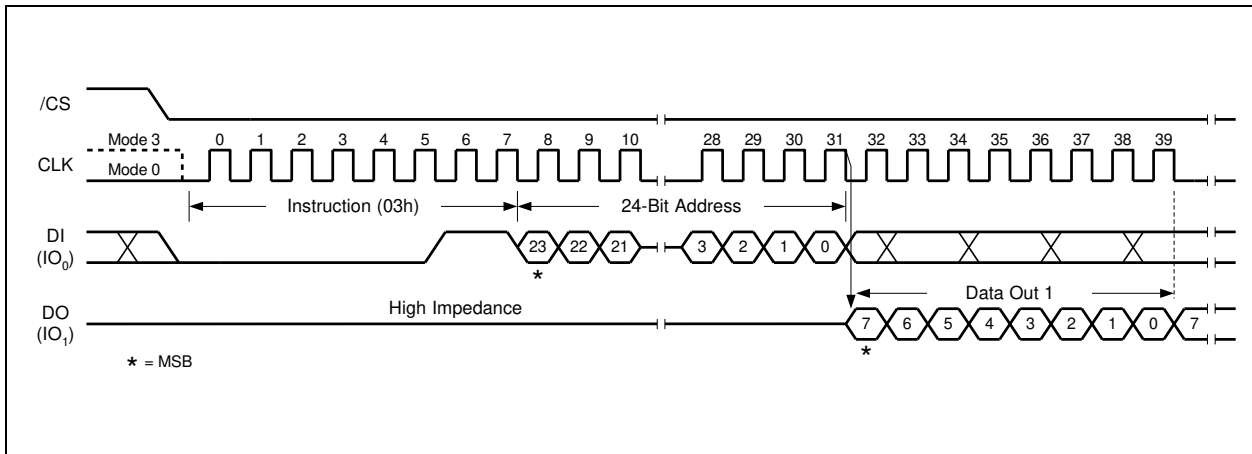 /CS
Mode 3 0 1 2 3 4 5 6 7 8 9 10 28 29 30 31 32 33 34 35 36 37 38 39
CLK Mode 0
Instruction (03h) 24-Bit Address
DI
(IO0) 23 22 21 3 2 1 0
*
Data Out 1
High Impedance
DO
(IO1) 7 6 5 4 3 2 1 0 7
*
* = MSB